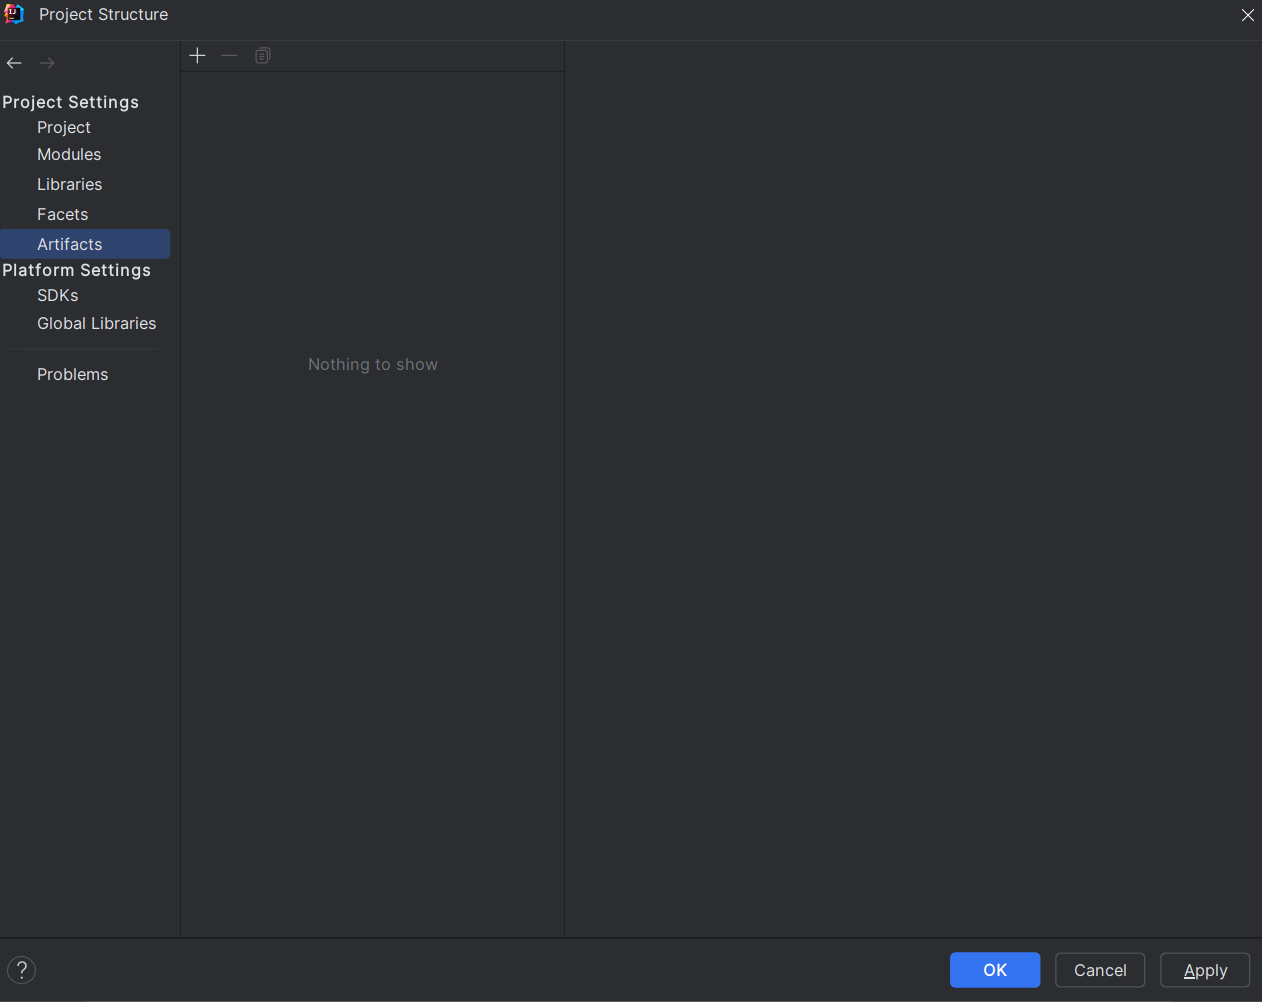 Project Structure
Project Settings
Project
Modules
Libraries
Facets
Artifacts
Platform Settings
SDKs
Global Libraries
Problems
Nothing to show
?
OK
Cancel
Apply